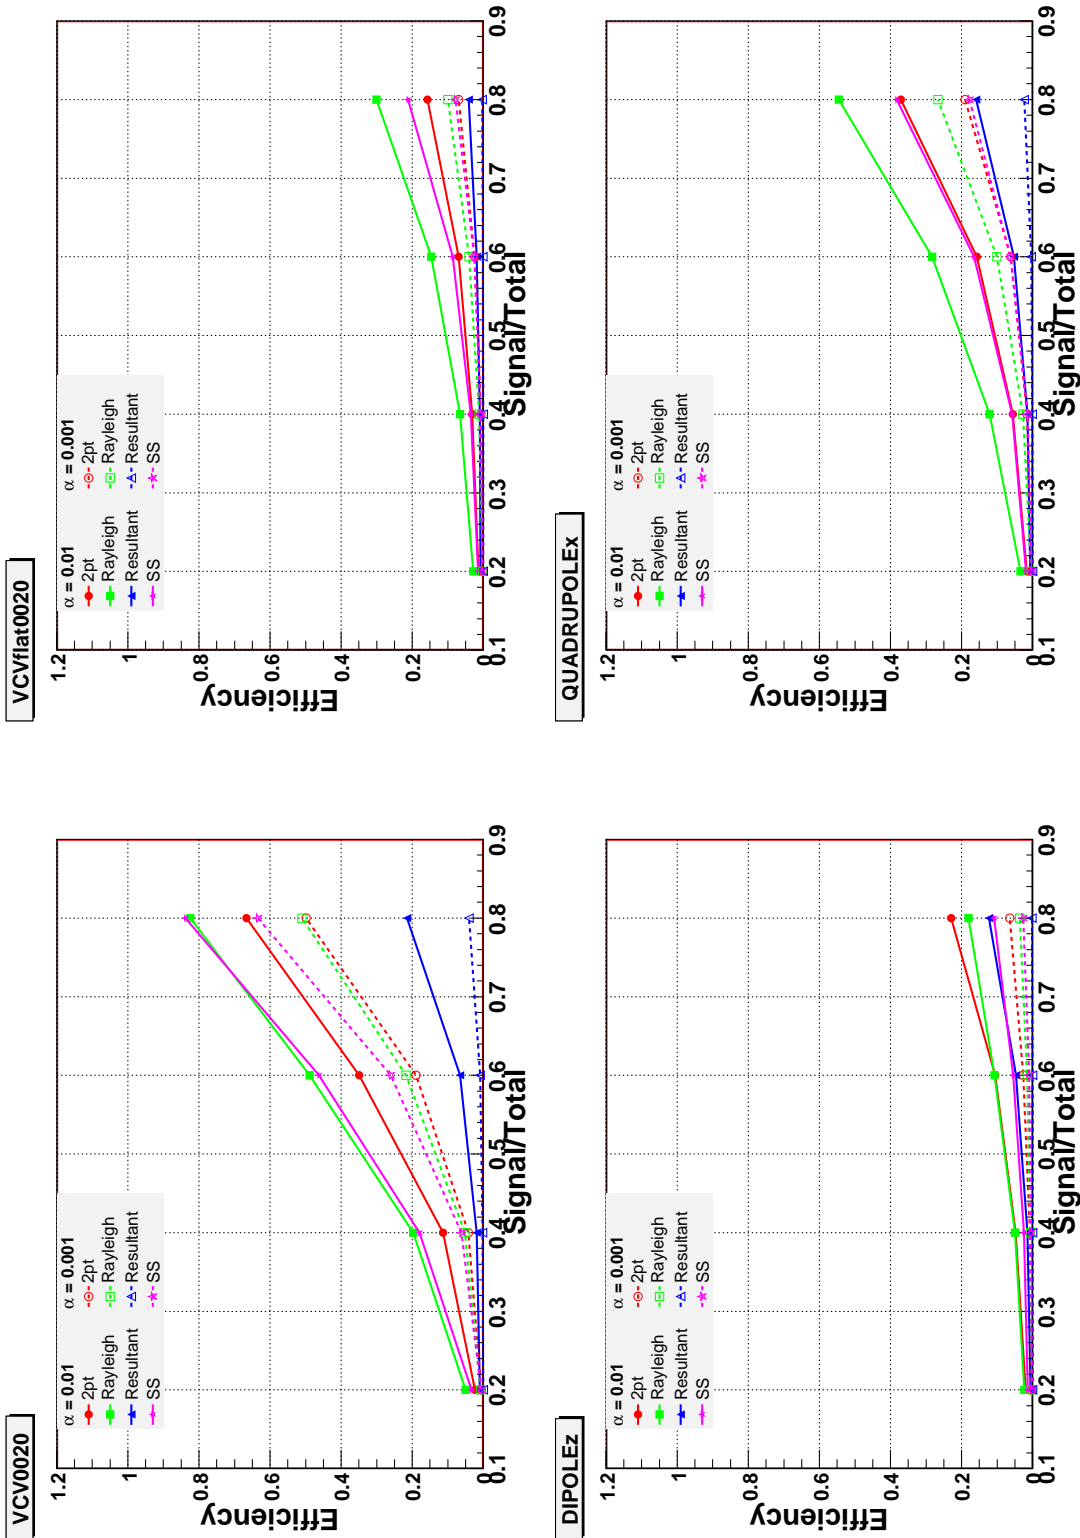 VCV0020
Efficiency
1.2
1
0.8
0.6
0.4
0.2
0
α = 0.01 α = 0.001
2pt 2pt
Rayleigh Rayleigh
Resultant Resultant
SS SS
0.1 0.2 0.3 0.4 0.5 0.6 0.7 0.8 0.9
Signal/Total
VCVflat0020
Efficiency
1.2
1
0.8
0.6
0.4
0.2
0
α = 0.01 α = 0.001
2pt 2pt
Rayleigh Rayleigh
Resultant Resultant
SS SS
0.1 0.2 0.3 0.4 0.5 0.6 0.7 0.8 0.9
Signal/Total
DIPOLEz
Efficiency
1.2
1
0.8
0.6
0.4
0.2
0
α = 0.01 α = 0.001
2pt 2pt
Rayleigh Rayleigh
Resultant Resultant
SS SS
0.1 0.2 0.3 0.4 0.5 0.6 0.7 0.8 0.9
Signal/Total
QUADRUPOLEx
Efficiency
1.2
1
0.8
0.6
0.4
0.2
0
α = 0.01 α = 0.001
2pt 2pt
Rayleigh Rayleigh
Resultant Resultant
SS SS
0.1 0.2 0.3 0.4 0.5 0.6 0.7 0.8 0.9
Signal/Total